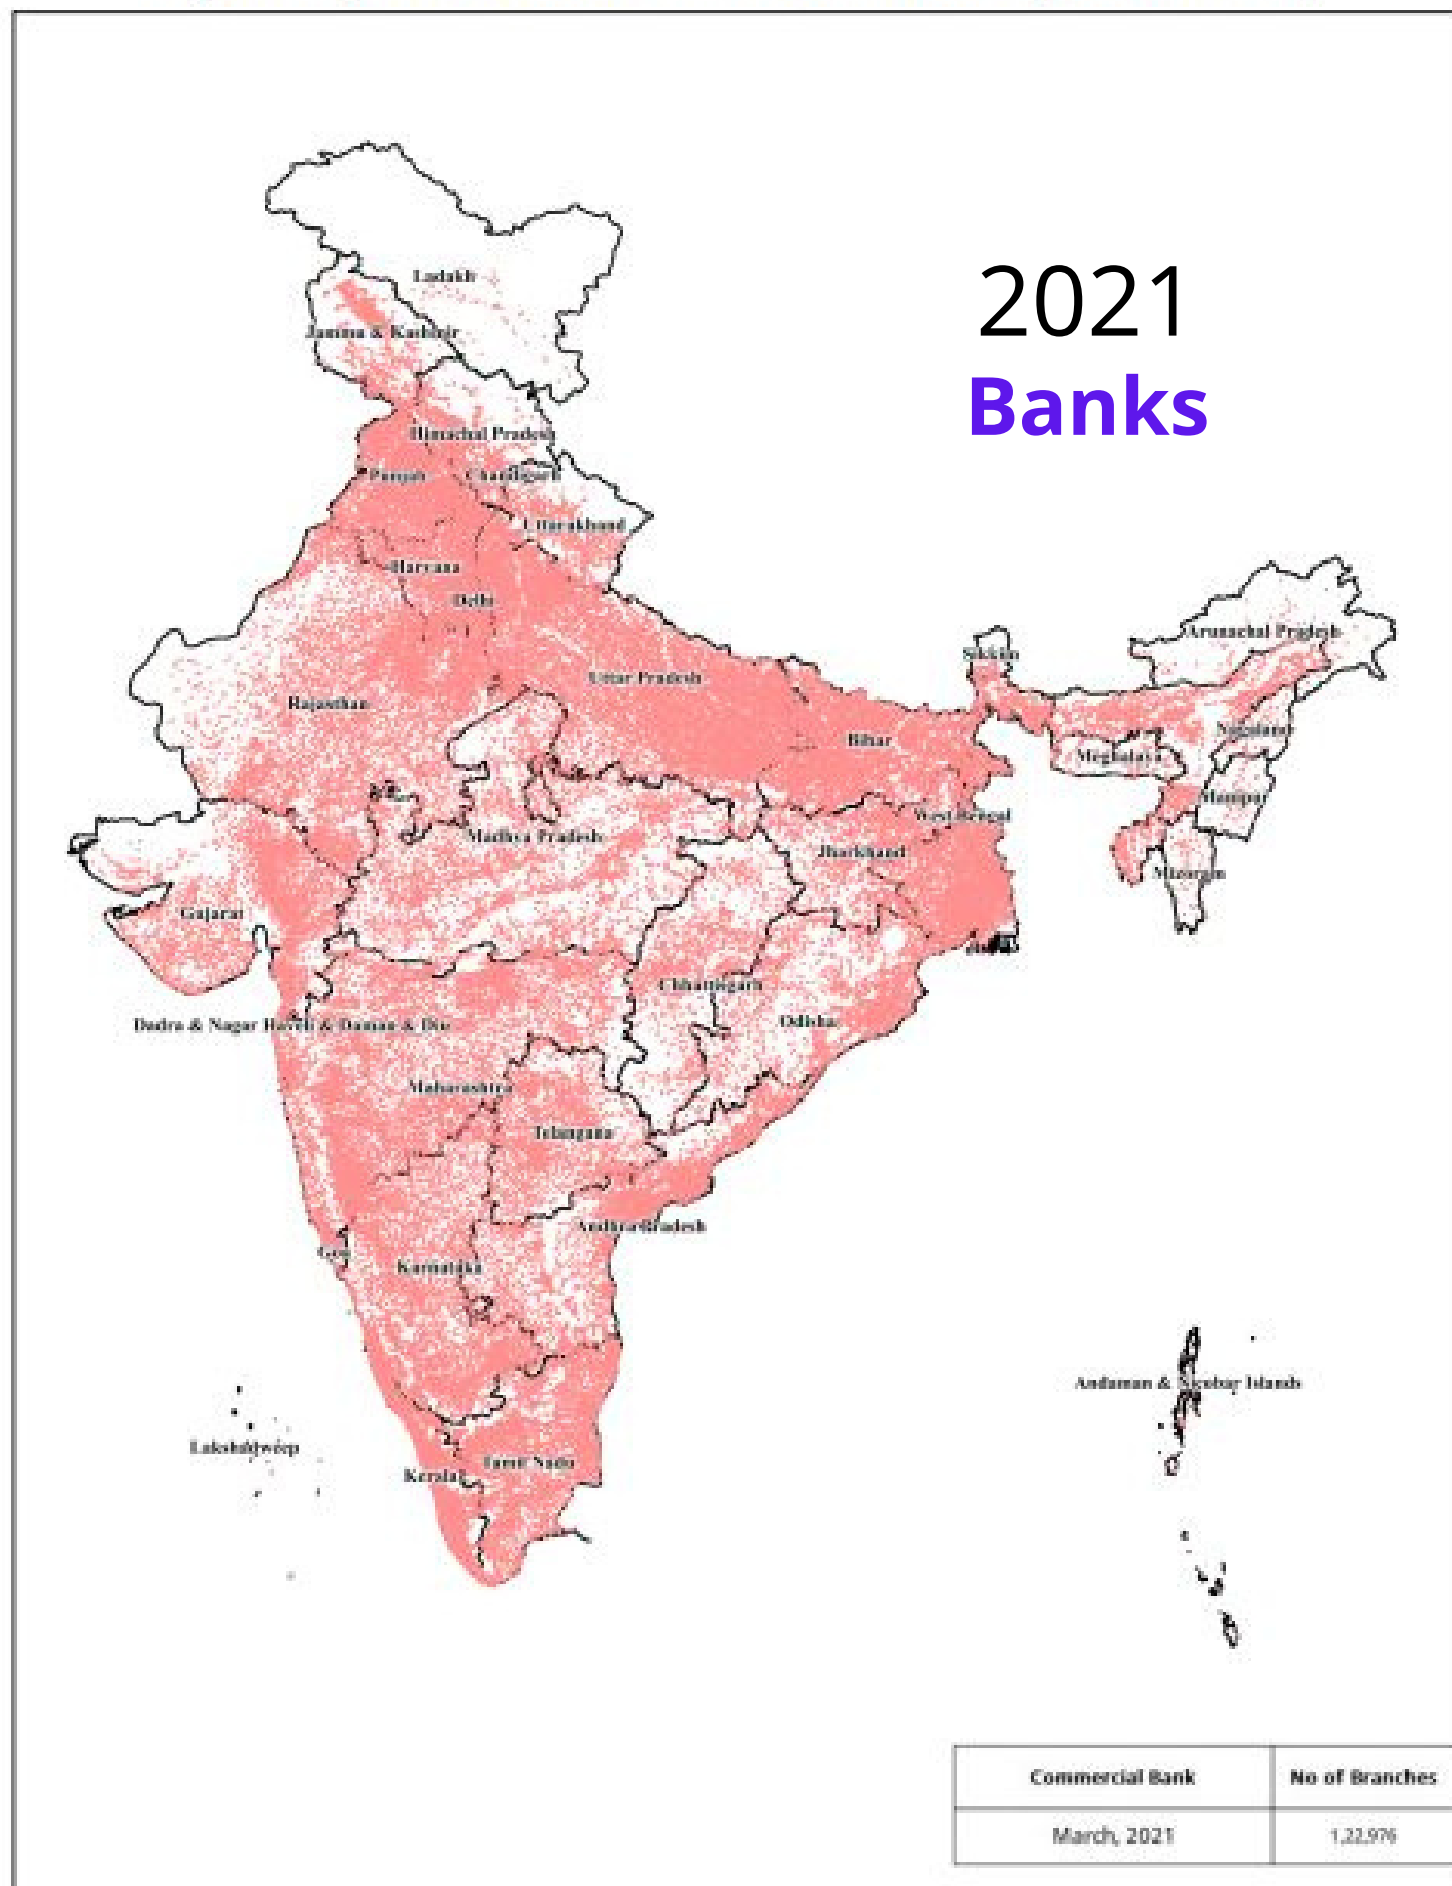 2021
Banks
Ladakh
Jammu & Kashmir
Himachal Pradesh
Punjab
Chandigarh
Uttarakhand
Haryana
Delhi
Arunachal Pradesh
Sikkim
Uttar Pradesh
Rajasthan
Nagaland
Bihar
Meghalaya
Manipur
West Bengal
Madhya Pradesh
Jharkhand
Mizoram
Gujarat
Chhattisgarh
Odisha
Dadra & Nagar Haveli & Daman & Diu
Maharashtra
Telangana
Andhra Pradesh
Goa
Karnataka
Andaman & Nicobar Islands
Lakshadweep
Tamil Nadu
Kerala
Commercial Bank No of Branches
March, 2021 1,22,976